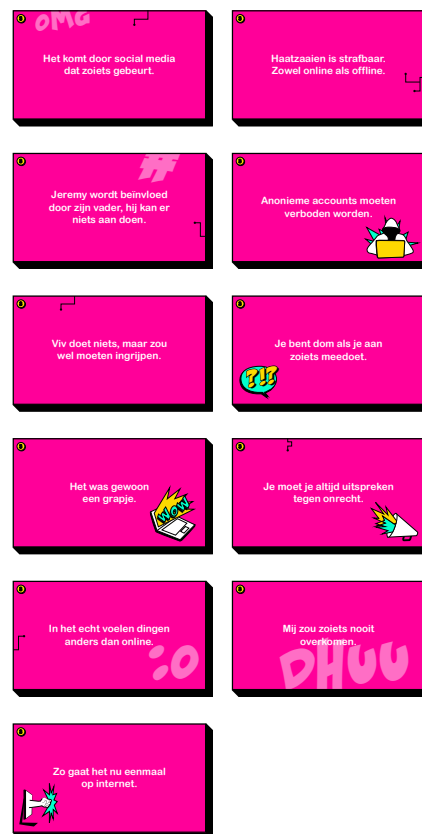 OMG
Het komt door social media
dat zoiets gebeurt.
Haatzaaien is strafbaar.
Zowel online als offline.
#
Jeremy wordt beïnvloed
door zijn vader, hij kan er
niets aan doen.
Anonieme accounts moeten
verboden worden.
Viv doet niets, maar zou
wel moeten ingrijpen.
Je bent dom als je aan
zoiets meedoet.
?!?
Het was gewoon
een grapje.
WOW
Je moet je altijd uitspreken
tegen onrecht.
In het echt voelen dingen
anders dan online.
:o
Mij zou zoiets nooit
overkomen.
DHUU
Zo gaat het nu eenmaal
op internet.